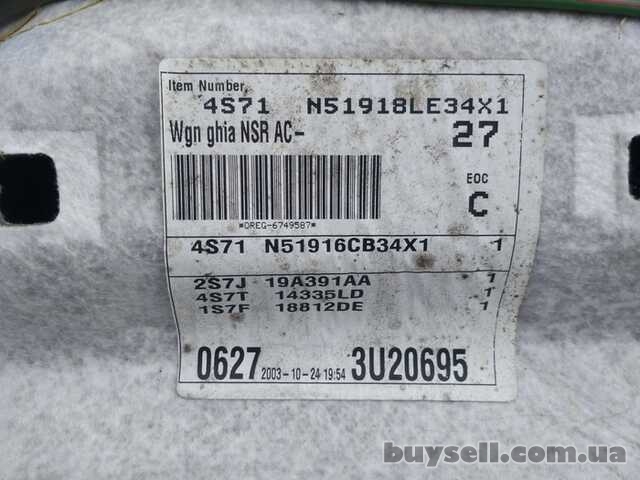 Item Number,
4S71 N51918LE34X1
Wgn ghia NSR AC- 27
EOC
C
*DREG-6749587*
4S71 N51916CB34X1 1
2S7J 19A391AA 1
4S7T 14335LD 1
1S7F 18812DE 1
0627 2003-10-24 19:54 3U20695
buysell.com.ua